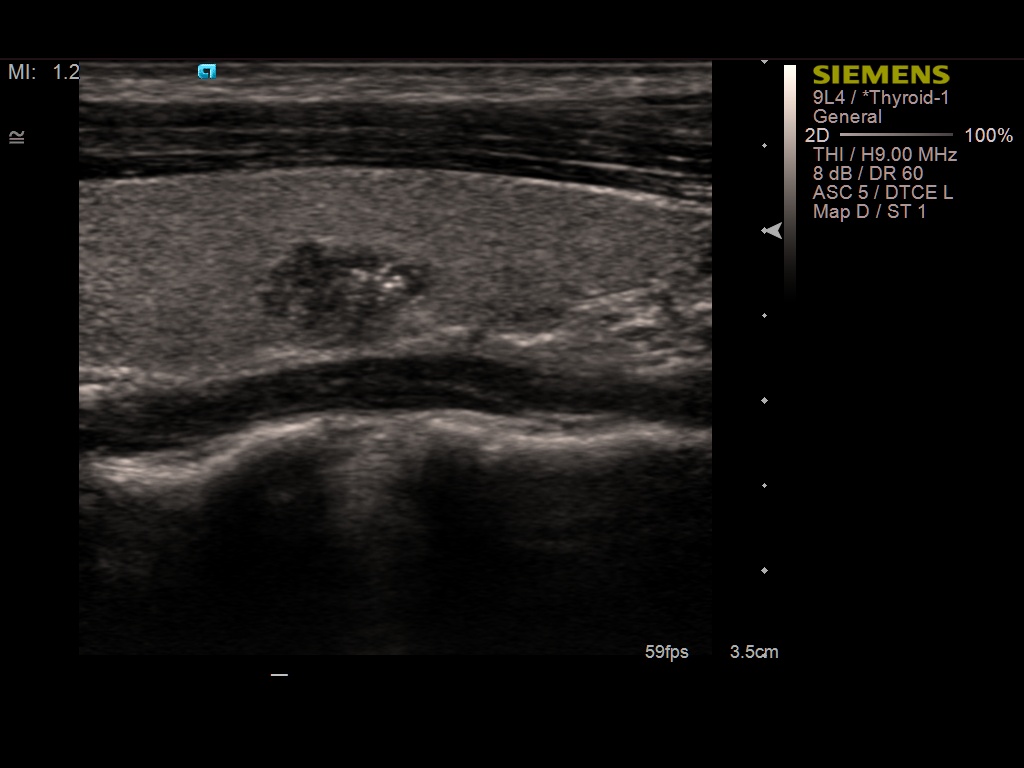 MI: 1.2
SIEMENS
9L4 / *Thyroid-1
General
2D 100%
THI / H9.00 MHz
8 dB / DR 60
ASC 5 / DTCE L
Map D / ST 1
59fps 3.5cm